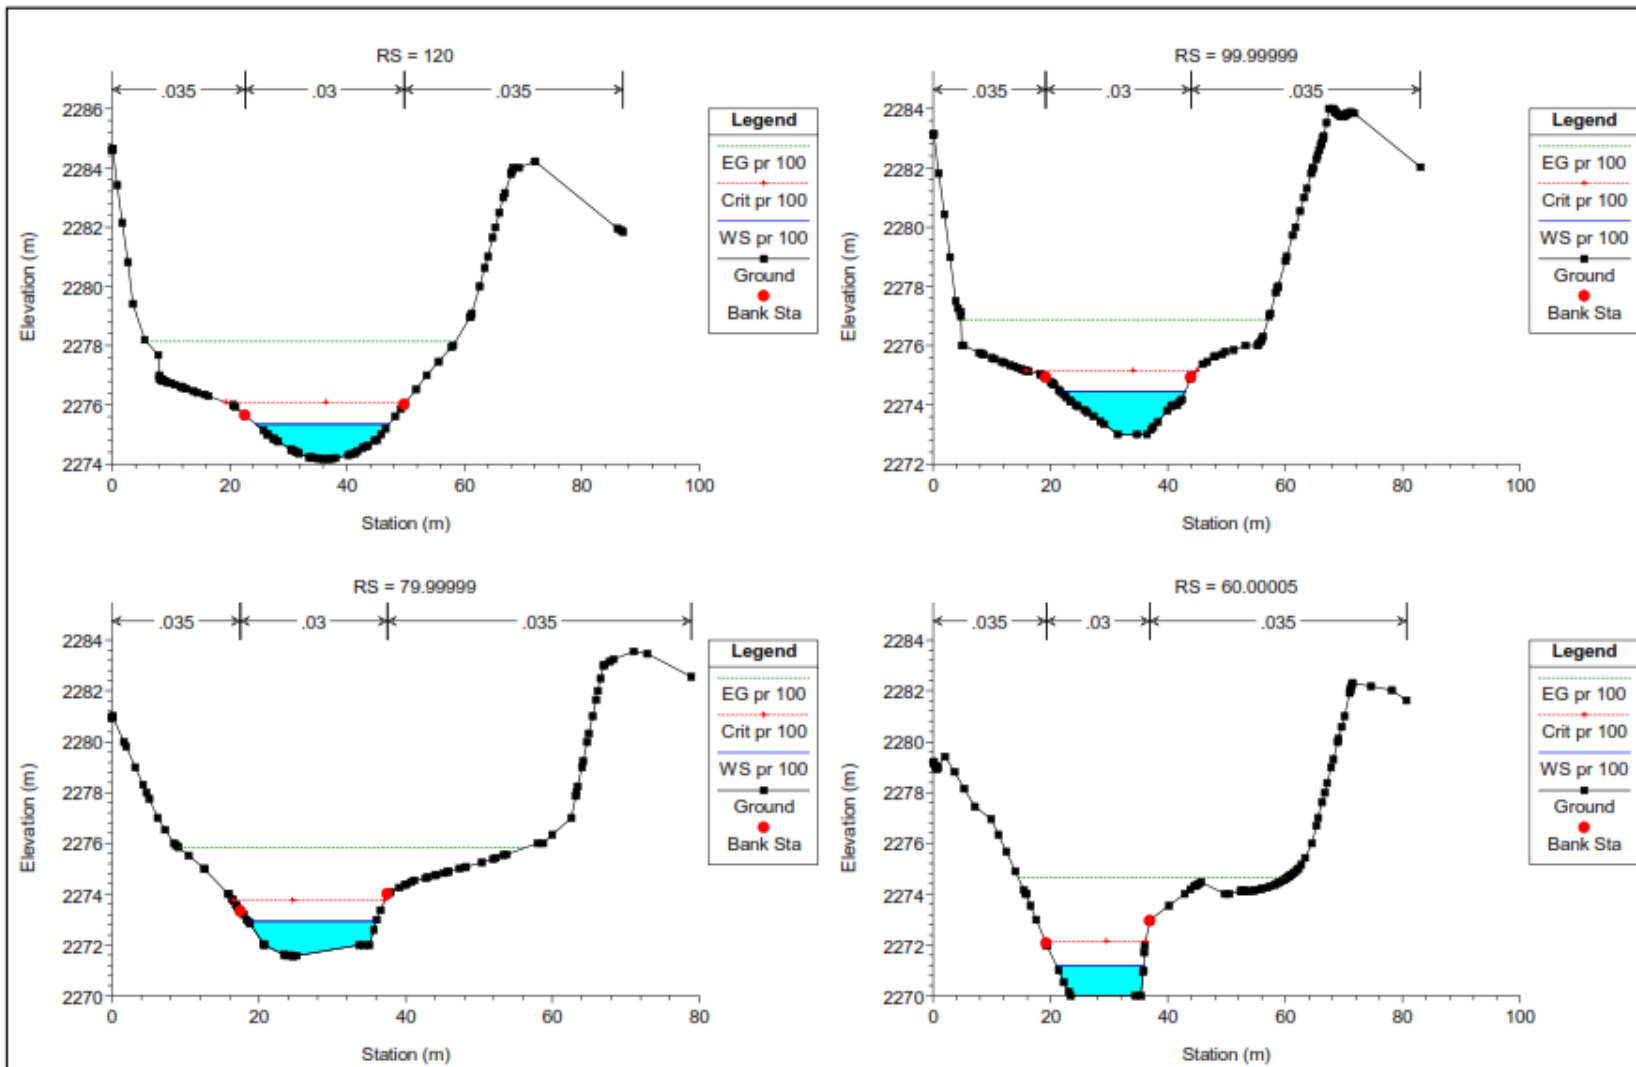 RS = 120
.035 .03 .035
Legend
EG pr 100
Crit pr 100
WS pr 100
Ground
Bank Sta
Elevation (m)
2286
2284
2282
2280
2278
2276
2274
0 20 40 60 80 100
Station (m)
RS = 99.99999
.035 .03 .035
Legend
EG pr 100
Crit pr 100
WS pr 100
Ground
Bank Sta
Elevation (m)
2284
2282
2280
2278
2276
2274
2272
0 20 40 60 80 100
Station (m)
RS = 79.99999
.035 .03 .035
Legend
EG pr 100
Crit pr 100
WS pr 100
Ground
Bank Sta
Elevation (m)
2284
2282
2280
2278
2276
2274
2272
2270
0 20 40 60 80
Station (m)
RS = 60.00005
.035 .03 .035
Legend
EG pr 100
Crit pr 100
WS pr 100
Ground
Bank Sta
Elevation (m)
2284
2282
2280
2278
2276
2274
2272
2270
0 20 40 60 80 100
Station (m)